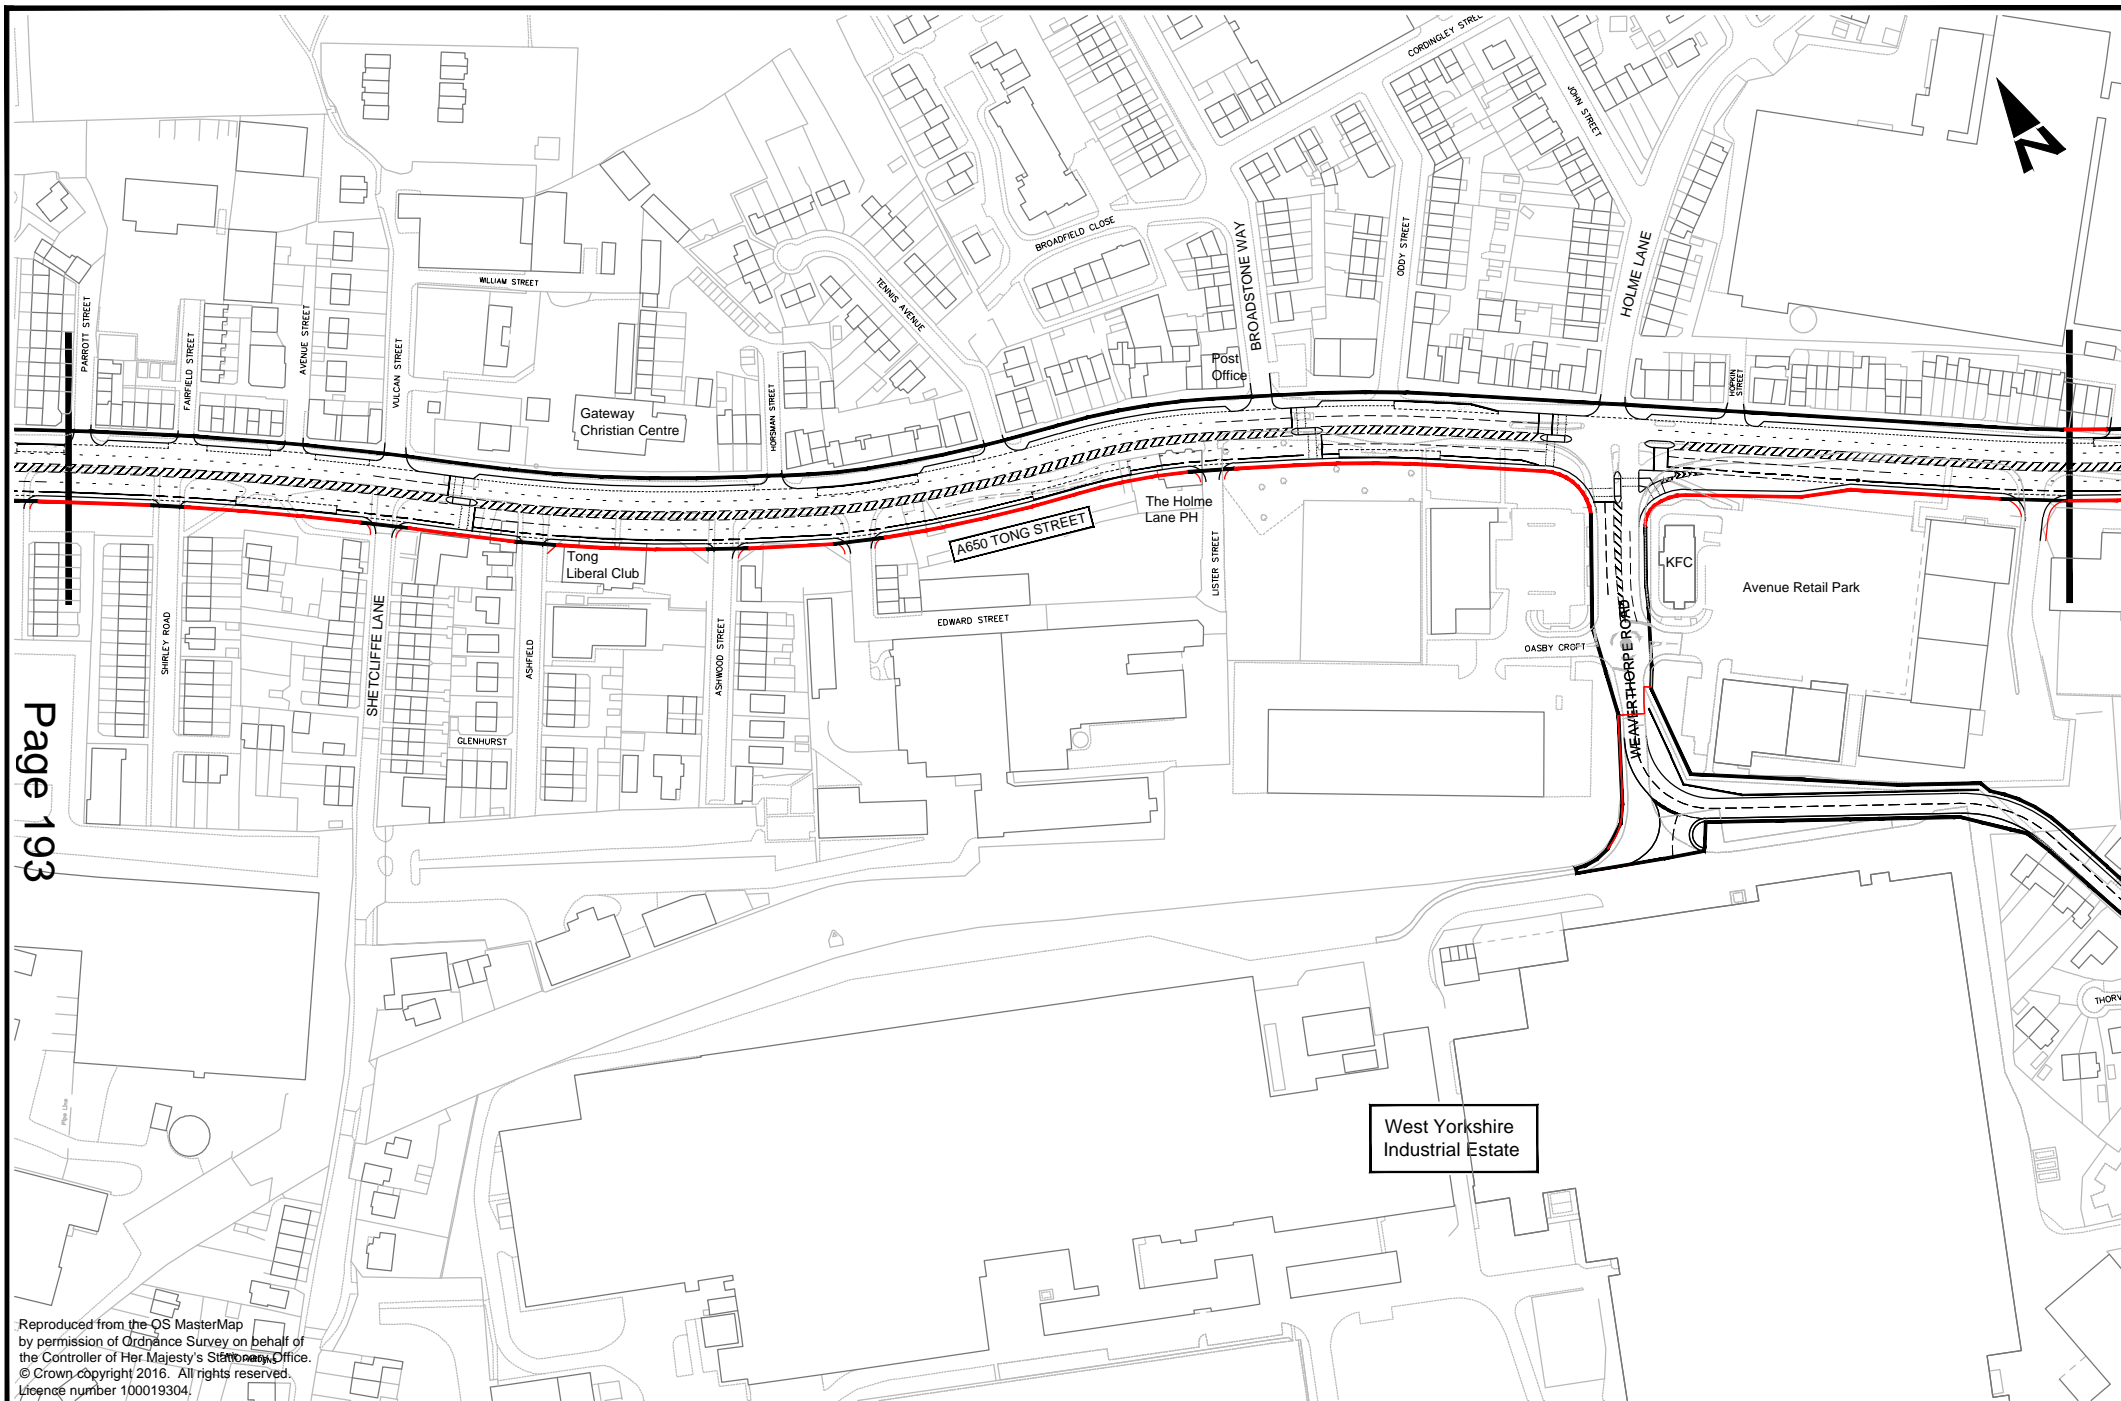 CORDINGLEY STREE
JOHN STREET
HOLME LANE
BROADFIELD CLOSE
BROADSTONE WAY
ODDY STREET
WILLIAM STREET
TENNIS AVENUE
PARROTT STREET
FAIRFIELD STREET
AVENUE STREET
VULCAN STREET
HORSMAN STREET
HOPKIN
STREET
Post
Office
Gateway
Christian Centre
N
The Holme
Lane PH
A650 TONG STREET
Tong
Liberal Club
LISTER STREET
KFC
Avenue Retail Park
SHIRLEY ROAD
SHETCLIFFE LANE
ASHFIELD
ASHWOOD STREET
EDWARD STREET
OASBY CROFT
WEAVERTHORPE ROAD
GLENHURST
Page 193
THORV
Pipe Line
West Yorkshire
Industrial Estate
Reproduced from the OS MasterMap
by permission of Ordnance Survey on behalf of
the Controller of Her Majesty's Stationery Office.
© Crown copyright 2016. All rights reserved.
Licence number 100019304.